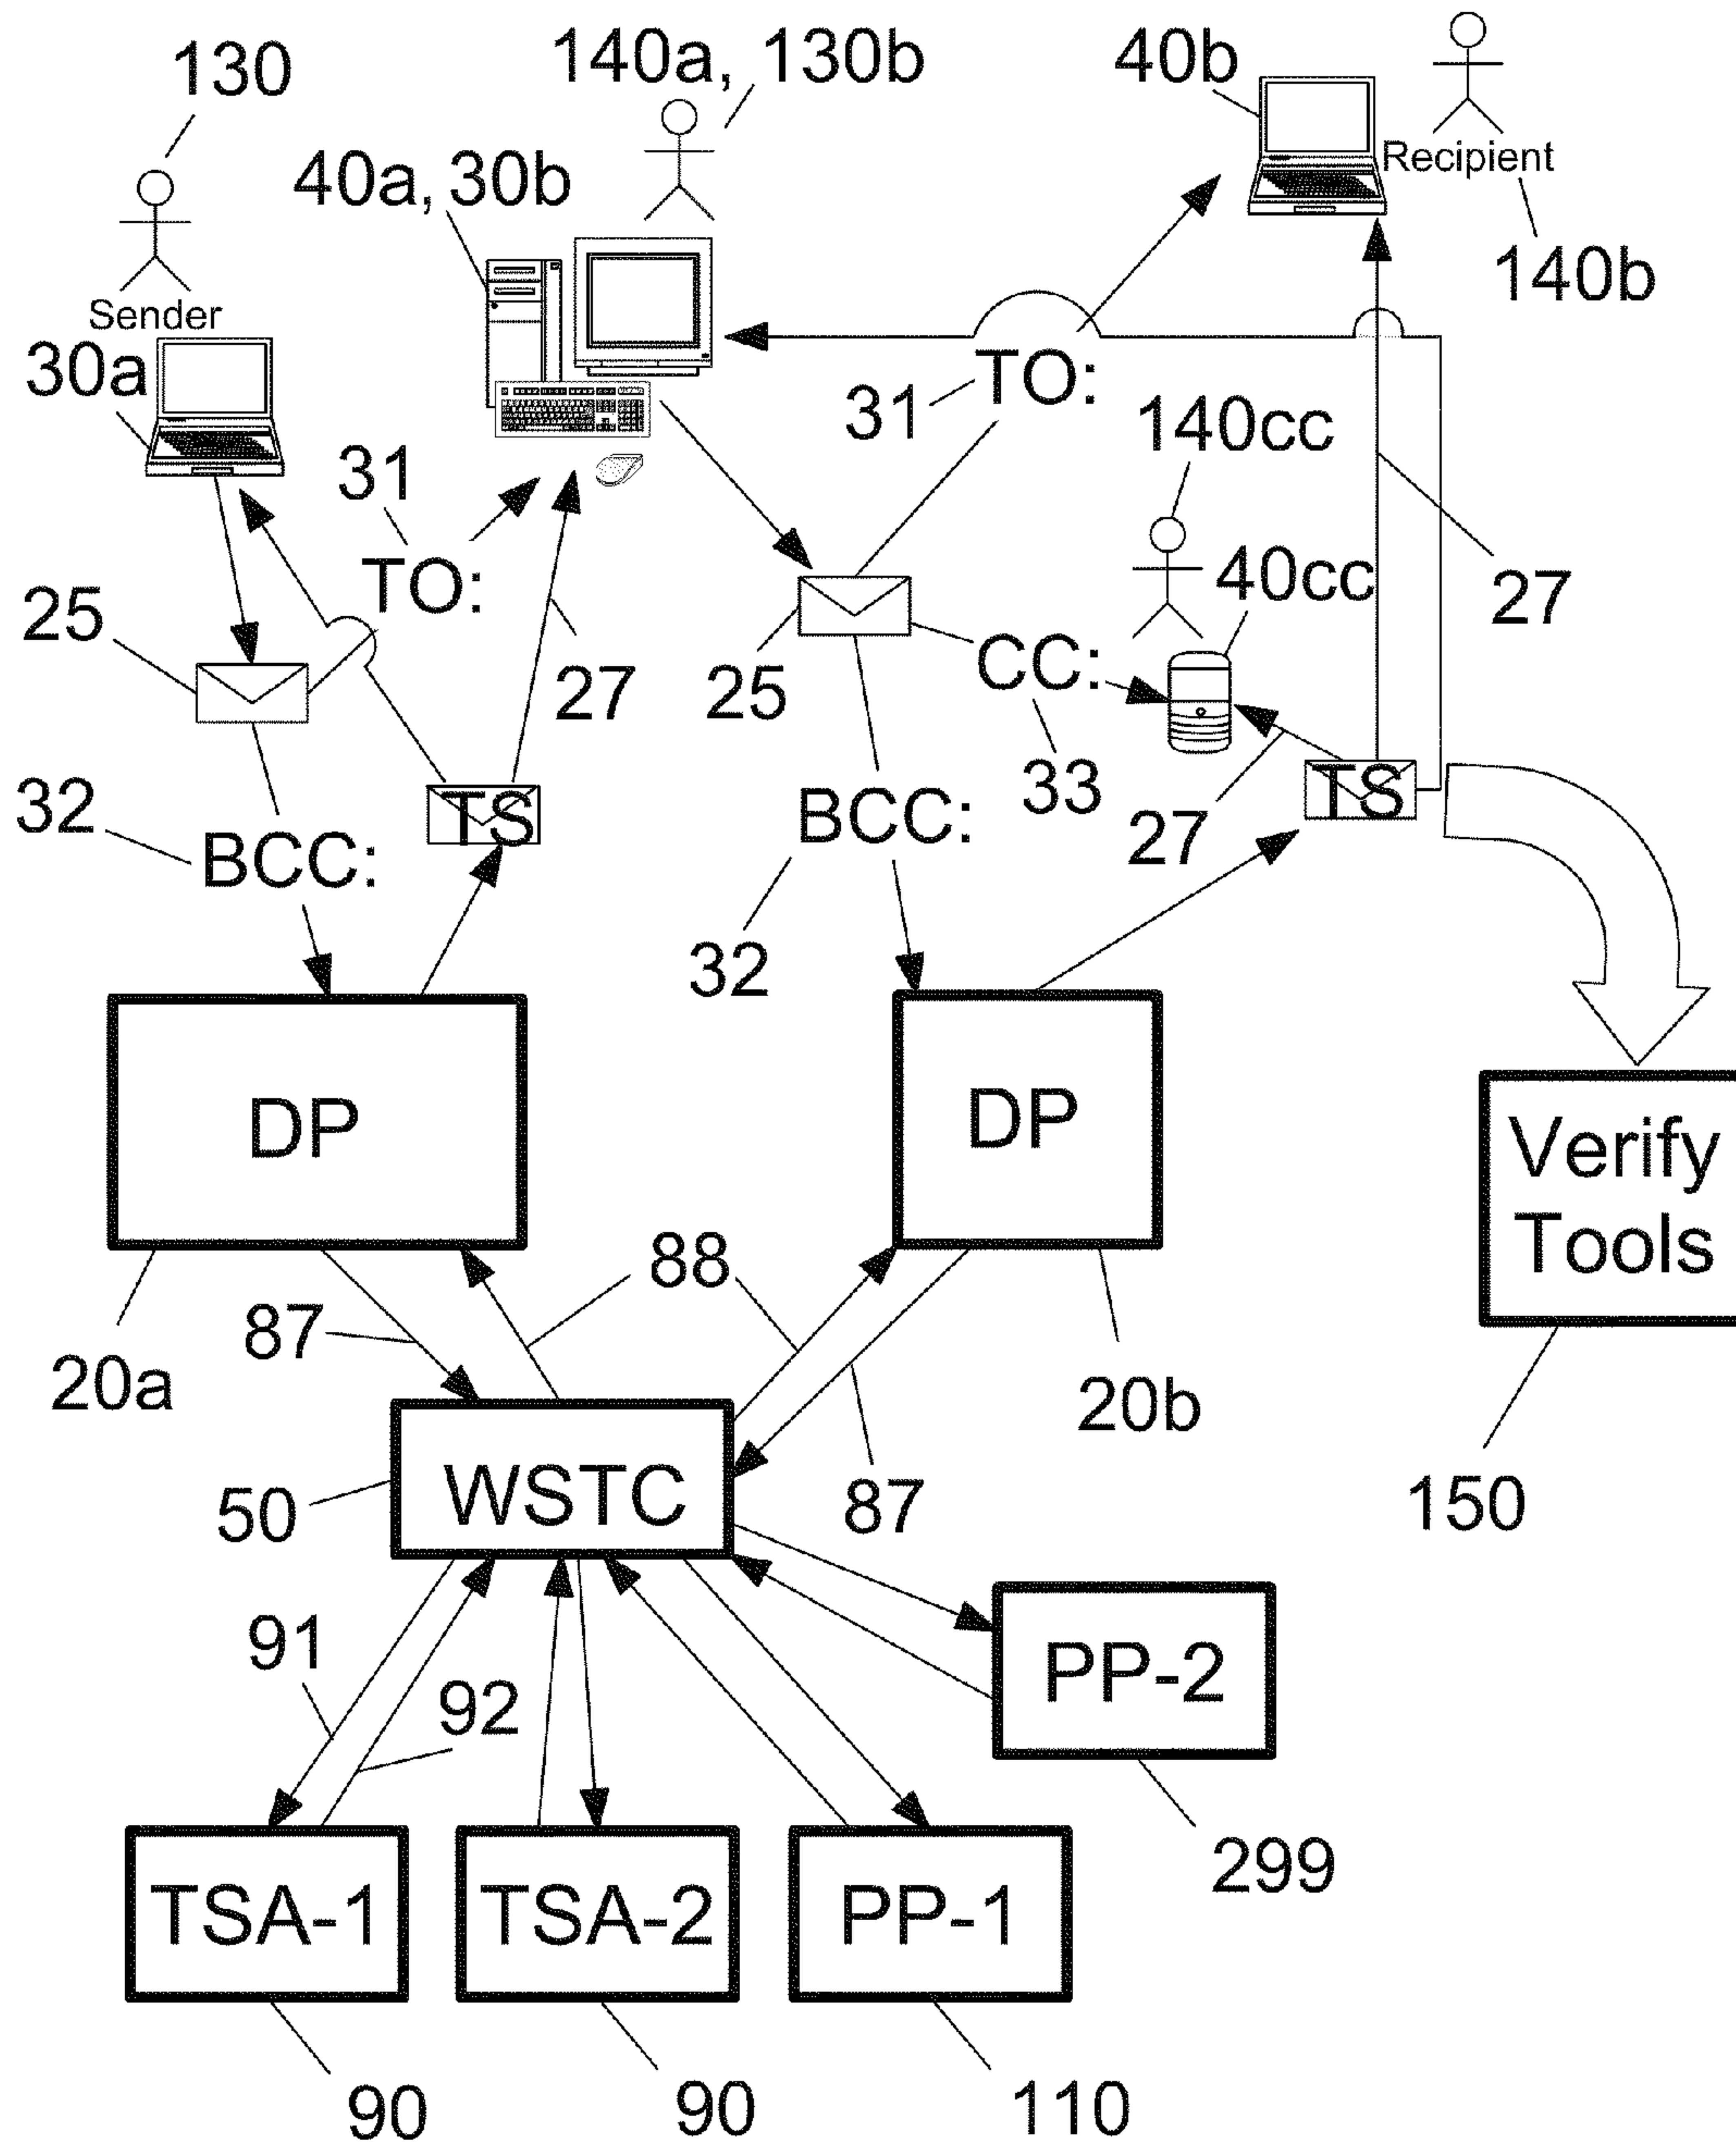 130
140a, 130b
40b
Recipient
40a, 30b
140b
Sender
30a
31
TO:
31
TO:
140cc
40cc
27
25
27
25
CC:
33
27
32
BCC:
TS
BCC:
TS
32
DP
DP
Verify
Tools
88
87
20a
20b
50
WSTC
87
150
91
92
PP-2
299
TSA-1
TSA-2
PP-1
90
90
110